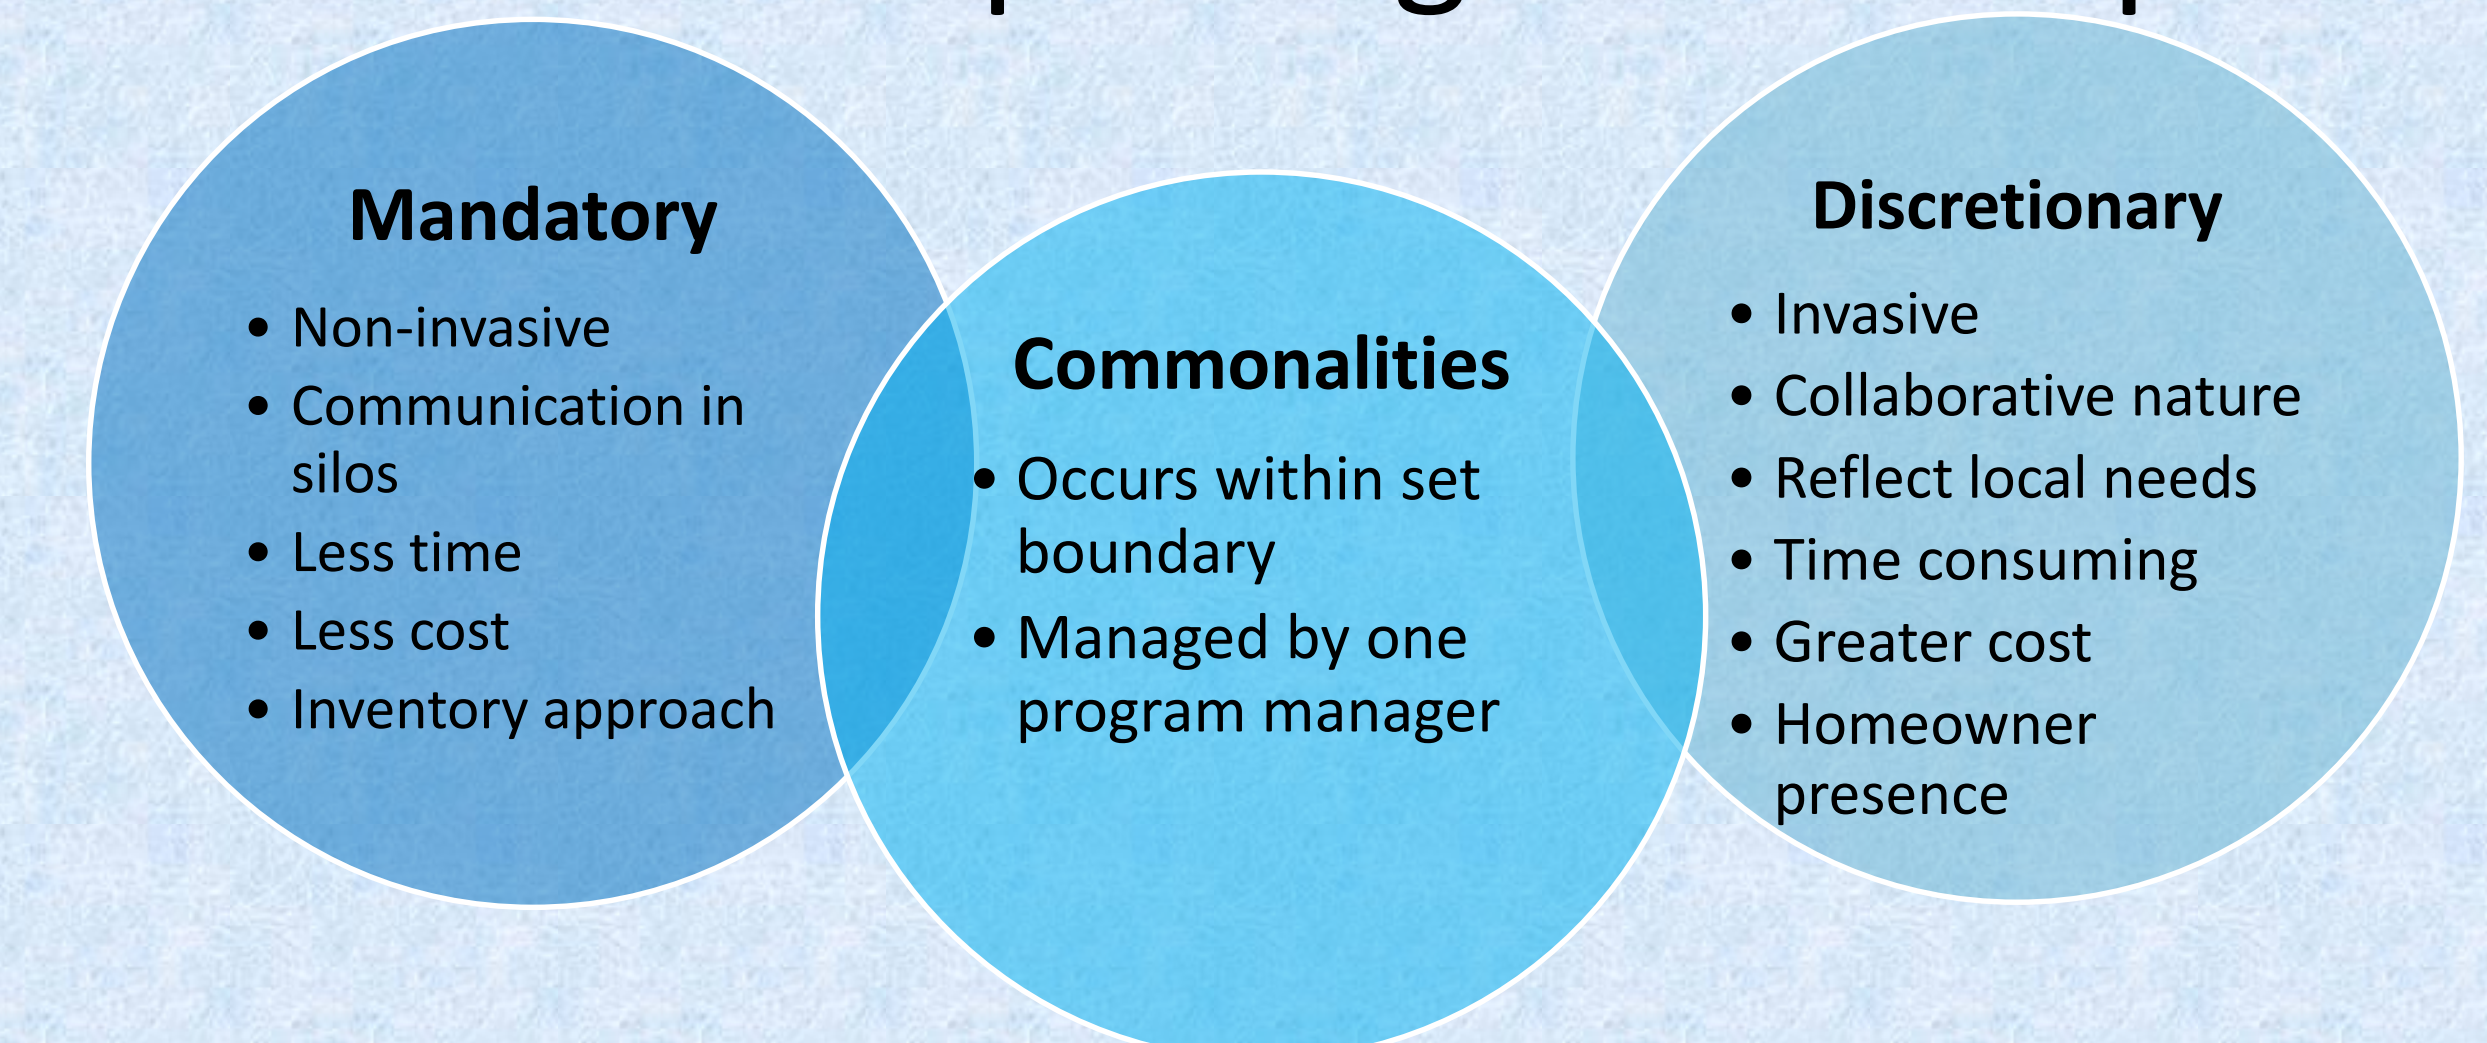 Mandatory
• Non-invasive
• Communication in
silos
• Less time
• Less cost
• Inventory approach
Commonalities
• Occurs within set
boundary
• Managed by one
program manager
Discretionary
• Invasive
• Collaborative nature
• Reflect local needs
• Time consuming
• Greater cost
• Homeowner
presence